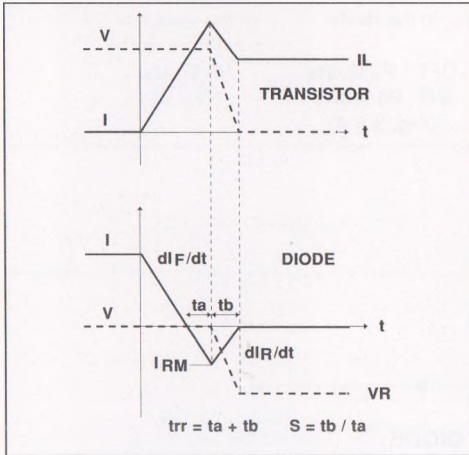 V
IL
TRANSISTOR
I
t
I
dIF/dt
DIODE
ta
tb
V
t
IRM
dIR/dt
VR
trr = ta + tb
S = tb / ta